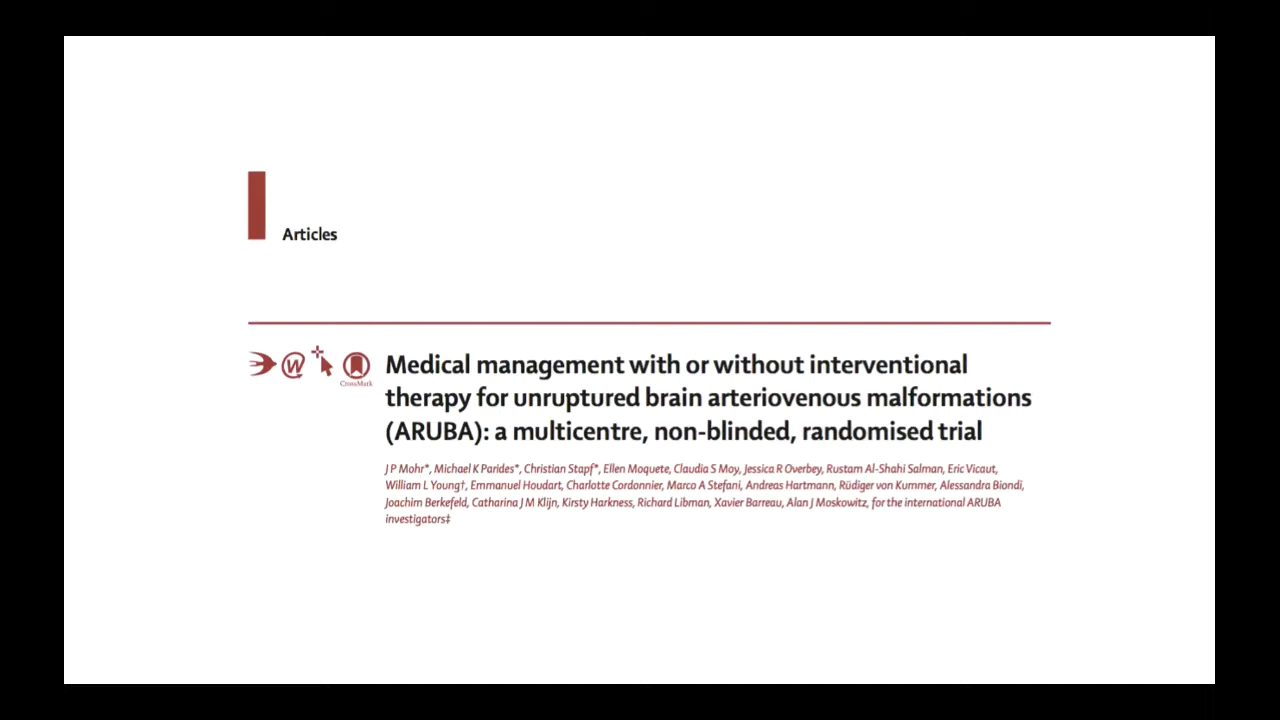 Articles
Medical management with or without interventional
therapy for unruptured brain arteriovenous malformations
(ARUBA): a multicentre, non-blinded, randomised trial
CrossMark
J P Mohr*, Michael K Parides*, Christian Stapf*, Ellen Moquete, Claudia S Moy, Jessica R Overbey, Rustam Al-Shahi Salman, Eric Vicaut,
William L Young†, Emmanuel Houdart, Charlotte Cordonnier, Marco A Stefani, Andreas Hartmann, Rüdiger von Kummer, Alessandra Biondi,
Joachim Berkefeld, Catharina J M Klijn, Kirsty Harkness, Richard Libman, Xavier Barreau, Alan J Moskowitz, for the international ARUBA
investigators‡